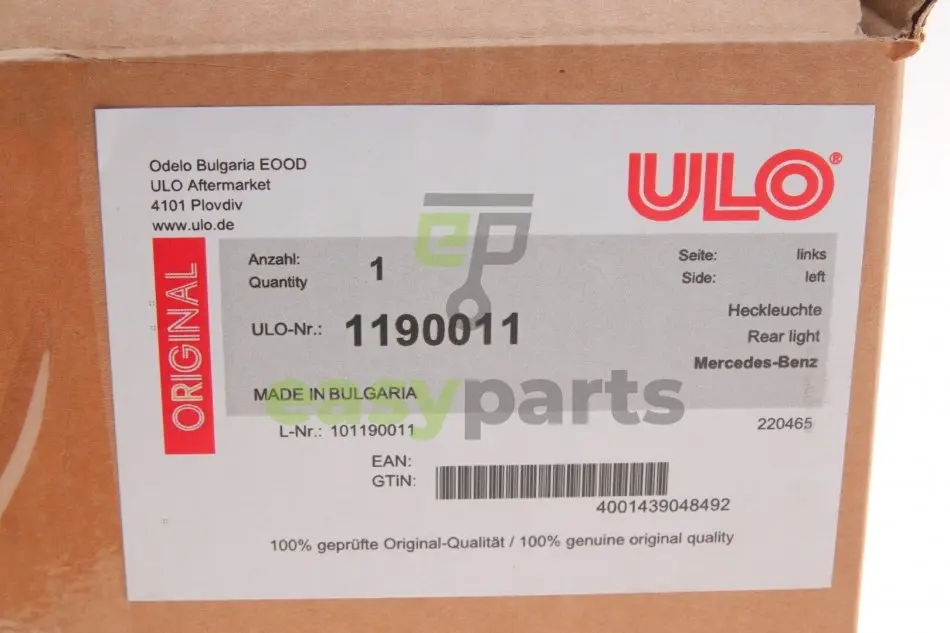 Odelo Bulgaria EOOD
ULO Aftermarket
4101 Plovdiv
www.ulo.de
ULO®
ORIGINAL
Anzahl: 1
Quantity
Seite: links
Side: left
ULO-Nr.: 1190011
Heckleuchte
Rear light
Mercedes-Benz
MADE IN BULGARIA
L-Nr.: 101190011
220465
EAN:
GTiN:
4001439048492
100% geprüfte Original-Qualität / 100% genuine original quality
ep
easyparts